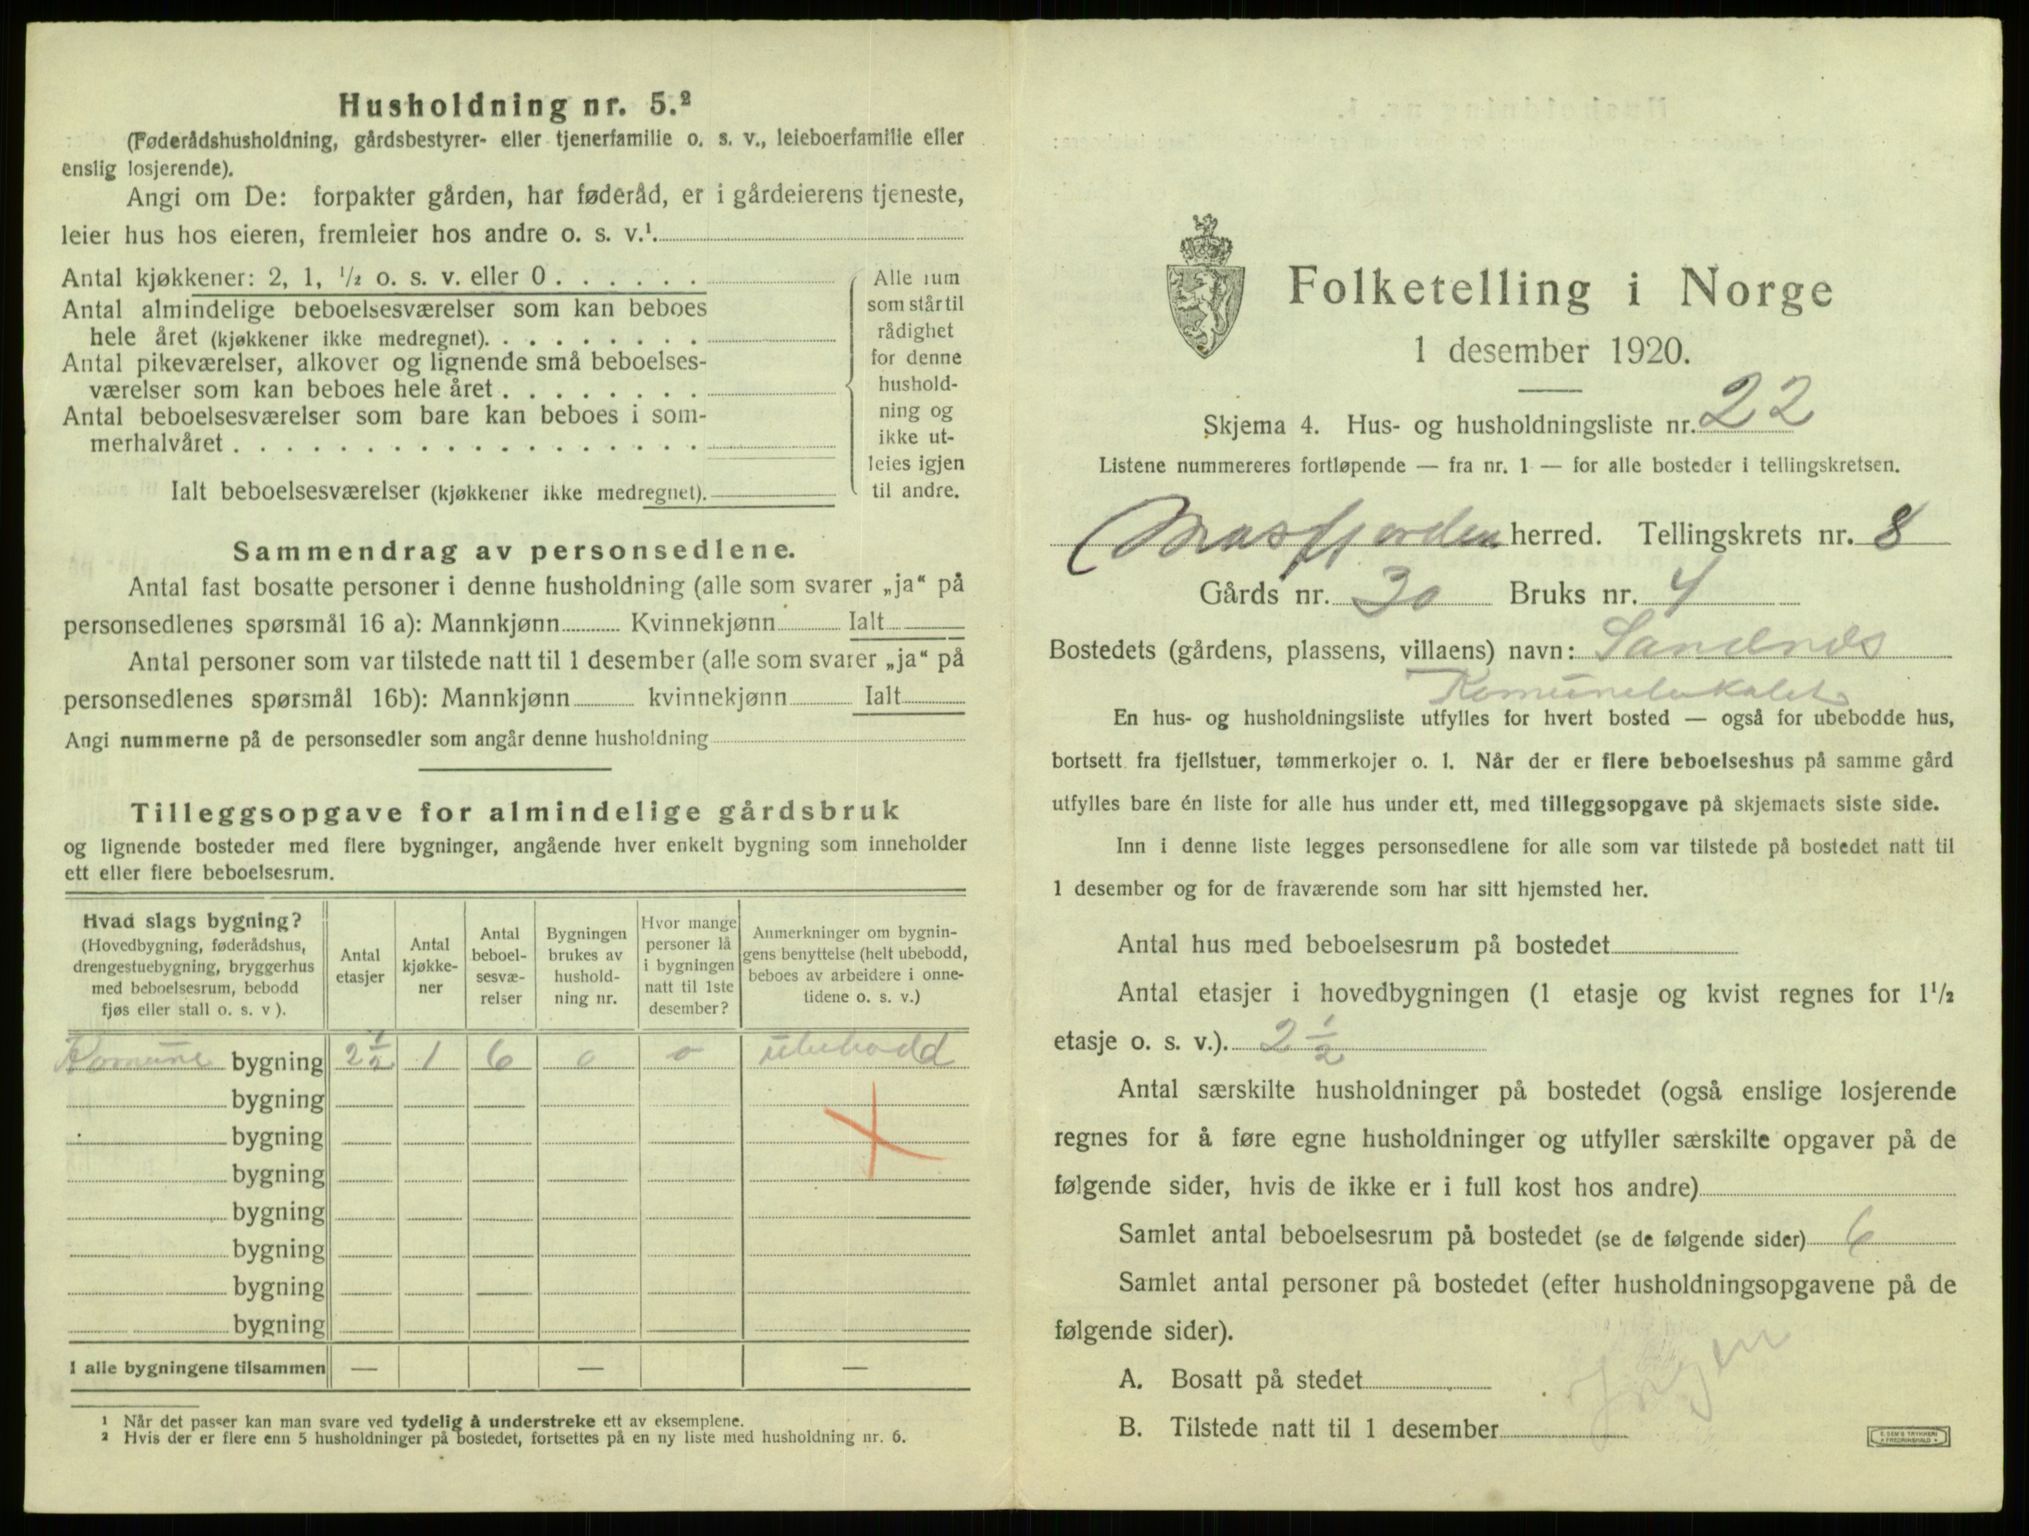 Husholdning nr. 5.²
(Føderådshusholdning, gårdsbestyrer- eller tjenerfamilie o. s. v., leieboerfamilie eller
enslig losjerende).
Angi om De: forpakter gården, har føderåd, er i gårdeierens tjeneste,
leier hus hos eieren, fremleier hos andre o. s. v.¹.
Antal kjøkkener: 2, 1, ½ o. s. v. eller 0 . . . . . .
Antal almindelige beboelsesværelser som kan beboes
hele året (kjøkkener ikke medregnet). . . . . . . . .
Antal pikeværelser, alkover og lignende små beboelses-
værelser som kan beboes hele året . . . . . . . .
Antal beboelsesværelser som bare kan beboes i som-
merhalvåret . . . . . . . . . . . . . . . . . .
Ialt beboelsesværelser (kjøkkener ikke medregnet).
Alle rum
som står til
rådighet
for denne
hushold-
ning og
ikke ut-
leies igjen
til andre.
Sammendrag av personsedlene.
Antal fast bosatte personer i denne husholdning (alle som svarer „ja“ på
personsedlenes spørsmål 16 a): Mannkjønn Kvinnekjønn Ialt
Antal personer som var tilstede natt til 1 desember (alle som svarer „ja“ på
personsedlenes spørsmål 16b): Mannkjønn kvinnekjønn Ialt
Angi nummerne på de personsedler som angår denne husholdning
Tilleggsopgave for almindelige gårdsbruk
og lignende bosteder med flere bygninger, angående hver enkelt bygning som inneholder
ett eller flere beboelsesrum.
Hvad slags bygning?
(Hovedbygning, føderådshus,
drengestuebygning, bryggerhus
med beboelsesrum, bebodd
fjøs eller stall o. s. v ).
Antal
etasjer
Antal
kjøkke-
ner
Antal
beboel-
sesvæ-
relser
Bygningen
brukes av
hushold-
ning nr.
Hvor mange
personer lå
i bygningen
natt til 1ste
desember?
Anmerkninger om bygnin-
gens benyttelse (helt ubebodd,
beboes av arbeidere i onne-
tidene o. s. v.)
Komune bygning 2½ 1 6 0 0 ubebodd
bygning
bygning
bygning
bygning
bygning
bygning
bygning
I alle bygningene tilsammen — — —
¹ Når det passer kan man svare ved tydelig å understreke ett av eksemplene.
² Hvis der er flere enn 5 husholdninger på bostedet, fortsettes på en ny liste med husholdning nr. 6.
Folketelling i Norge
1 desember 1920.
Skjema 4. Hus- og husholdningsliste nr. 22
Listene nummereres fortløpende — fra nr. 1 — for alle bosteder i tellingskretsen.
Masfjorden herred. Tellingskrets nr. 8
Gårds nr. 30 Bruks nr. 4
Bostedets (gårdens, plassens, villaens) navn: Sandnes
Komunelokalet
En hus- og husholdningsliste utfylles for hvert bosted — også for ubebodde hus,
bortsett fra fjellstuer, tømmerkojer o. l. Når der er flere beboelseshus på samme gård
utfylles bare én liste for alle hus under ett, med tilleggsopgave på skjemaets siste side.
Inn i denne liste legges personsedlene for alle som var tilstede på bostedet natt til
1 desember og for de fraværende som har sitt hjemsted her.
Antal hus med beboelsesrum på bostedet
Antal etasjer i hovedbygningen (1 etasje og kvist regnes for 1½
etasje o. s. v.). 2½
Antal særskilte husholdninger på bostedet (også enslige losjerende
regnes for å føre egne husholdninger og utfyller særskilte opgaver på de
følgende sider, hvis de ikke er i full kost hos andre)
Samlet antal beboelsesrum på bostedet (se de følgende sider) 6
Samlet antal personer på bostedet (efter husholdningsopgavene på de
følgende sider).
A. Bosatt på stedet
Ingen
B. Tilstede natt til 1 desember
E. SEM'S TRYKKERI
FREDRIKSHALD